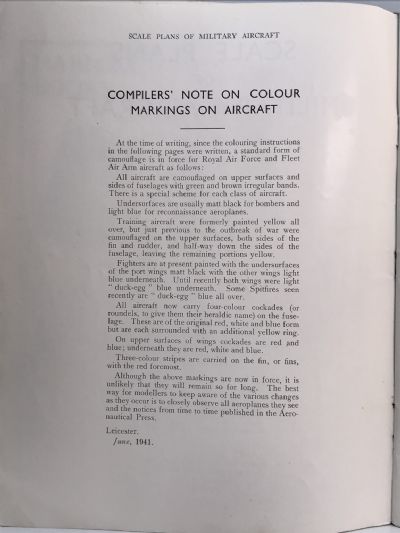 SCALE PLANS OF MILITARY AIRCRAFT
COMPILERS' NOTE ON COLOUR
MARKINGS ON AIRCRAFT
At the time of writing, since the colouring instructions
in the following pages were written, a standard form of
camouflage is in force for Royal Air Force and Fleet
Air Arm aircraft as follows:
All aircraft are camouflaged on upper surfaces and
sides of fuselages with green and brown irregular bands.
There is a special scheme for each class of aircraft.
Undersurfaces are usually matt black for bombers and
light blue for reconnaissance aeroplanes.
Training aircraft were formerly painted yellow all
over, but just previous to the outbreak of war were
camouflaged on the upper surfaces, both sides of the
fin and rudder, and half-way down the sides of the
fuselage, leaving the remaining portions yellow.
Fighters are at present painted with the undersurfaces
of the port wings matt black with the other wings light
blue underneath. Until recently both wings were light
" duck-egg " blue underneath. Some Spitfires seen
recently are " duck-egg " blue all over.
All aircraft now carry four-colour cockades (or
roundels, to give them their heraldic name) on the fuse-
lage. These are of the original red, white and blue form
but are each surrounded with an additional yellow ring.
On upper surfaces of wings cockades are red and
blue; underneath they are red, white and blue.
Three-colour stripes are carried on the fin, or fins,
with the red foremost.
Although the above markings are now in force, it is
unlikely that they will remain so for long. The best
way for modellers to keep aware of the various changes
as they occur is to closely observe all aeroplanes they see
and the notices from time to time published in the Aero-
nautical Press.
Leicester.
June, 1941.